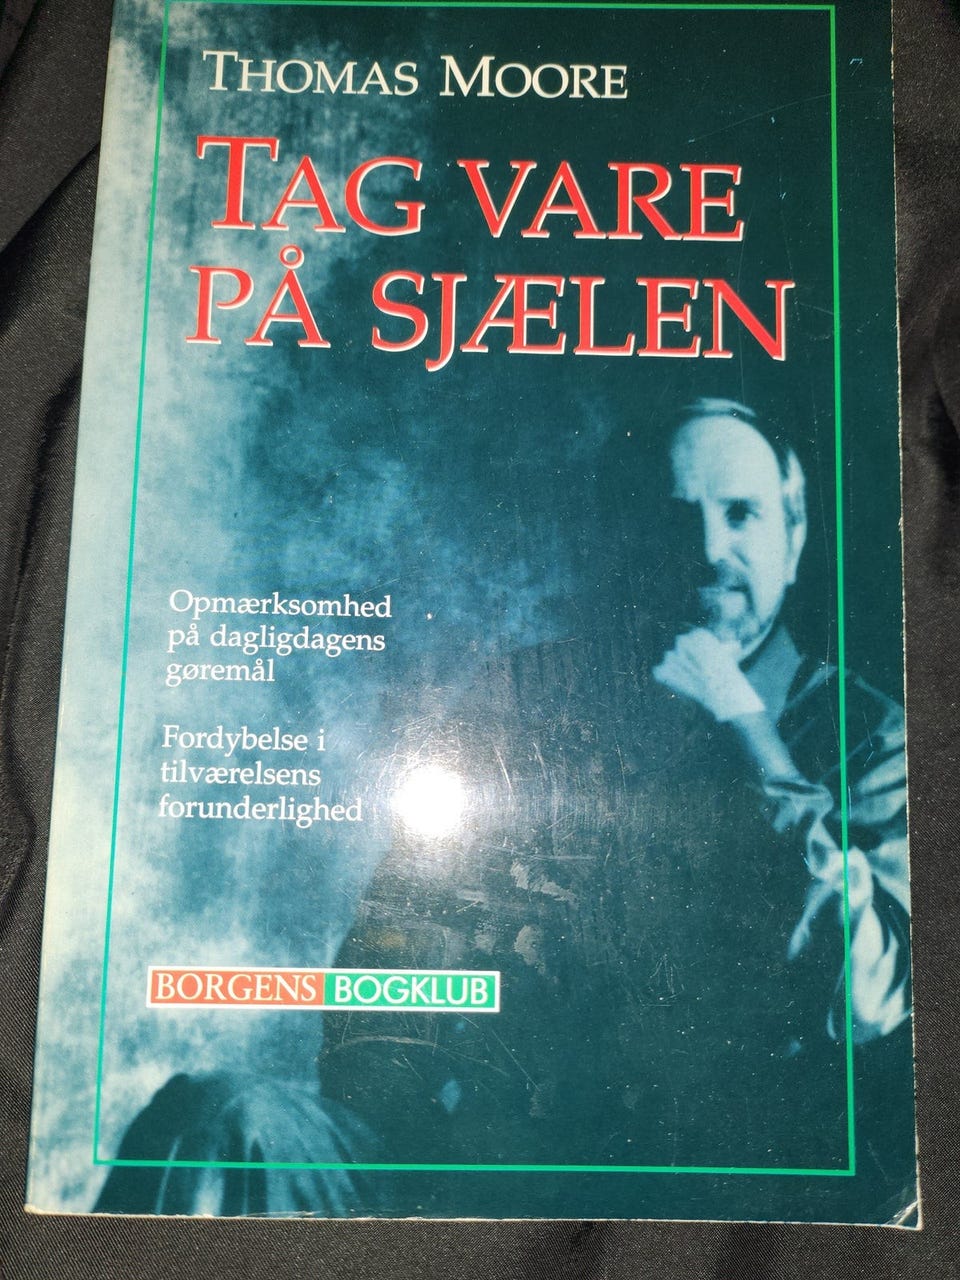 THOMAS MOORE
TAG VARE
PÅ SJÆLEN
Opmærksomhed
på dagligdagens
gøremål
Fordybelse i
tilværelsens
forunderlighed
BORGENS BOGKLUB